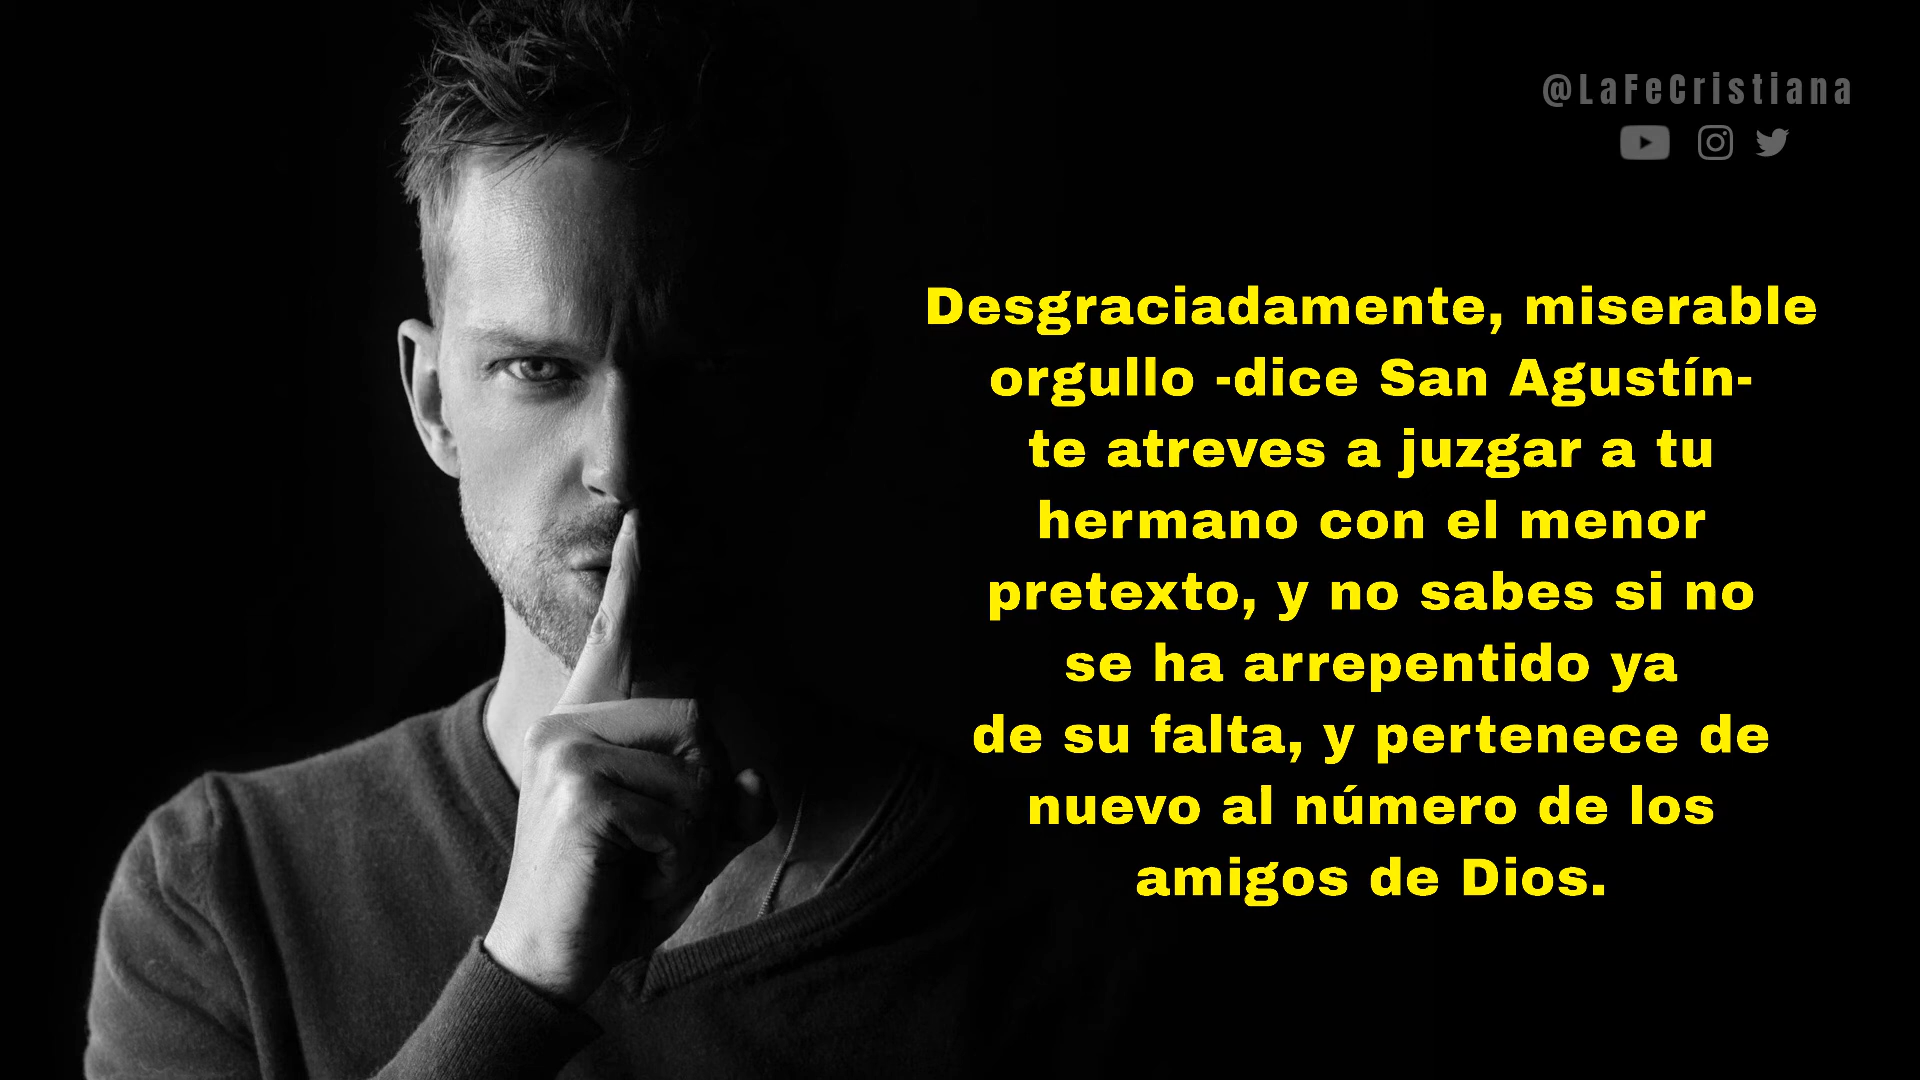 @LaFeCristiana
Desgraciadamente, miserable
orgullo -dice San Agustín-
te atreves a juzgar a tu
hermano con el menor
pretexto, y no sabes si no
se ha arrepentido ya
de su falta, y pertenece de
nuevo al número de los
amigos de Dios.